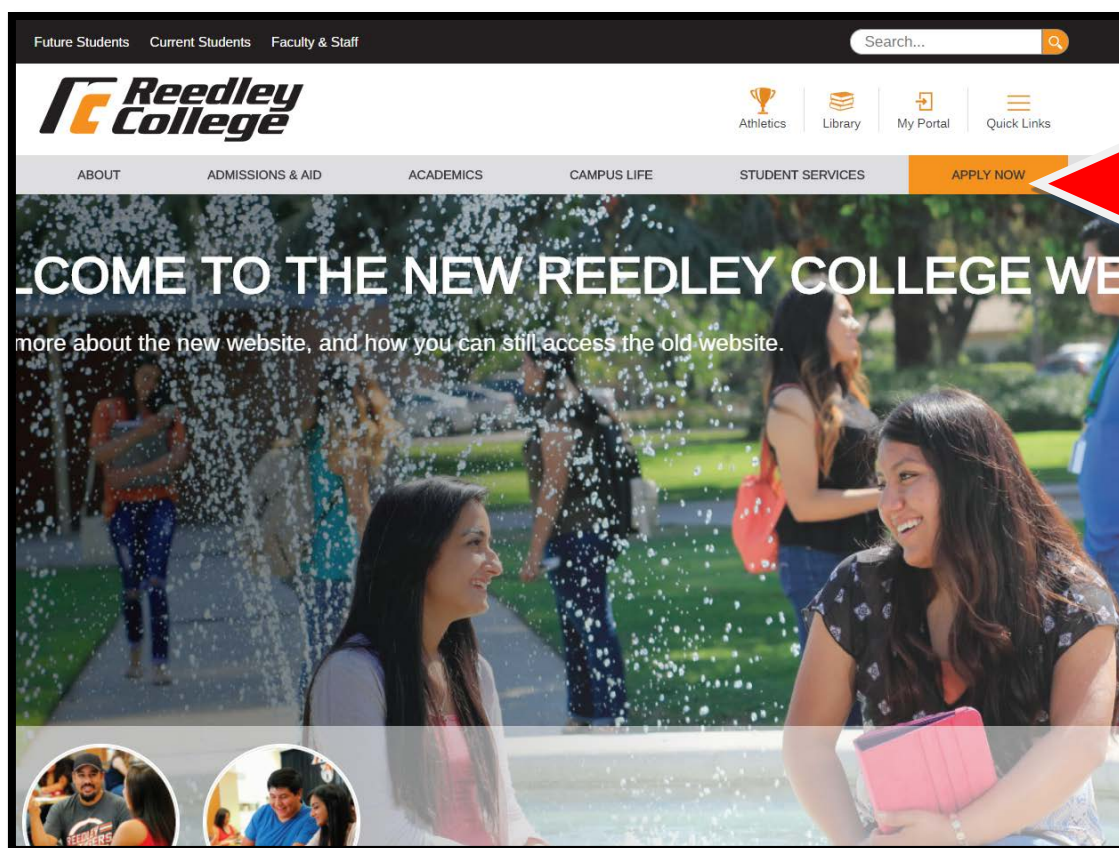 Future Students Current Students Faculty & Staff Search...
Reedley
College
Athletics Library My Portal Quick Links
ABOUT ADMISSIONS & AID ACADEMICS CAMPUS LIFE STUDENT SERVICES APPLY NOW
LCOME TO THE NEW REEDLEY COLLEGE WE
more about the new website, and how you can still access the old website.
REEDLEY